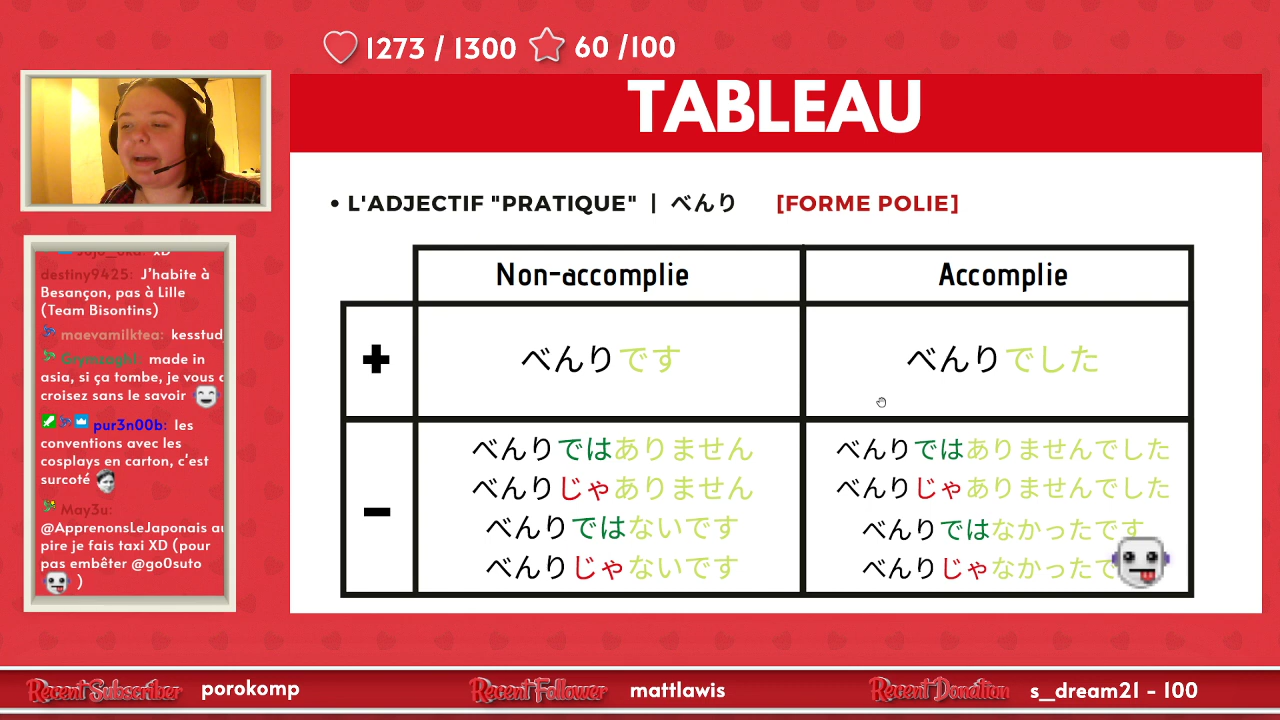 1273 / 1300 60 /100
TABLEAU
• L'ADJECTIF "PRATIQUE" | べんり [FORME POLIE]
Non-accomplie Accomplie
+ べんりです べんりでした
- べんりではありません べんりではありませんでした
べんりじゃありません べんりじゃありませんでした
べんりではないです べんりではなかったです
べんりじゃないです べんりじゃなかったで
destiny9425: J'habite à
Besançon, pas à Lille
(Team Bisontins)
maevamilktea: kesstud
Grymzaghl: made in
asia, si ça tombe, je vous
croisez sans le savoir
pur3n00b: les
conventions avec les
cosplays en carton, c'est
surcoté
May3u:
@ApprenonsLeJaponais au
pire je fais taxi XD (pour
pas embêter @go0suto
)
Recent Subscriber porokomp
Recent Follower mattlawis
Recent Donation s_dream21 - 100